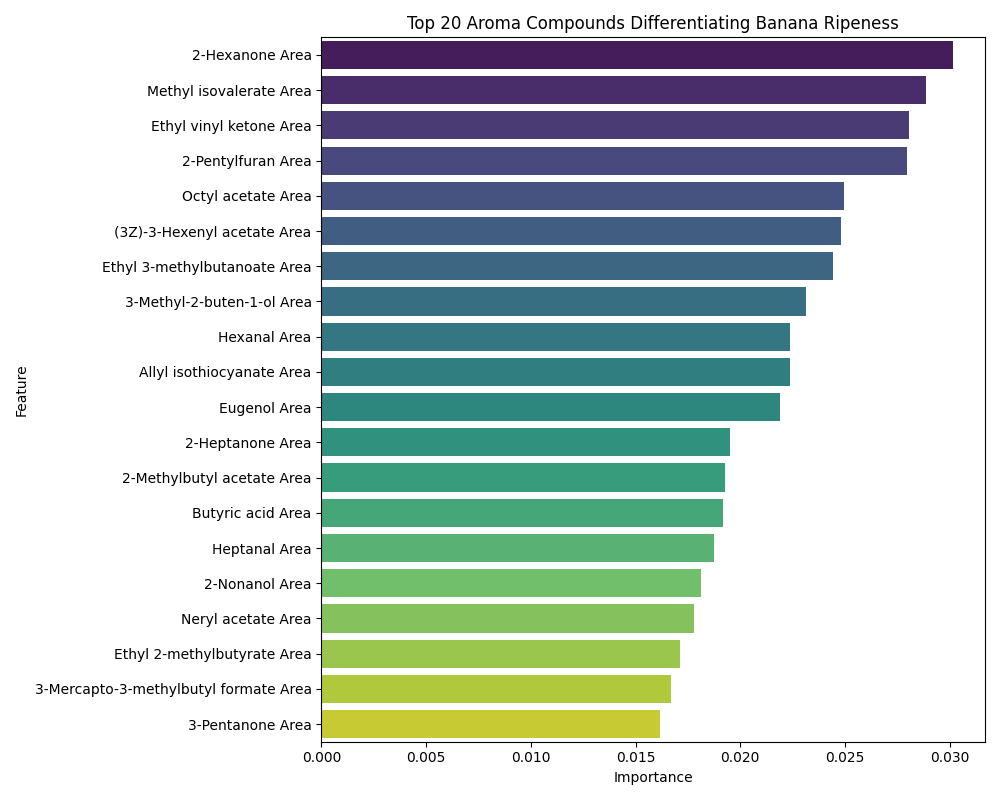 Top 20 Aroma Compounds Differentiating Banana Ripeness
2-Hexanone Area
Methyl isovalerate Area
Ethyl vinyl ketone Area
2-Pentylfuran Area
Octyl acetate Area
(3Z)-3-Hexenyl acetate Area
Ethyl 3-methylbutanoate Area
3-Methyl-2-buten-1-ol Area
Hexanal Area
Allyl isothiocyanate Area
Eugenol Area
2-Heptanone Area
2-Methylbutyl acetate Area
Butyric acid Area
Heptanal Area
2-Nonanol Area
Neryl acetate Area
Ethyl 2-methylbutyrate Area
3-Mercapto-3-methylbutyl formate Area
3-Pentanone Area
Feature
0.000 0.005 0.010 0.015 0.020 0.025 0.030
Importance